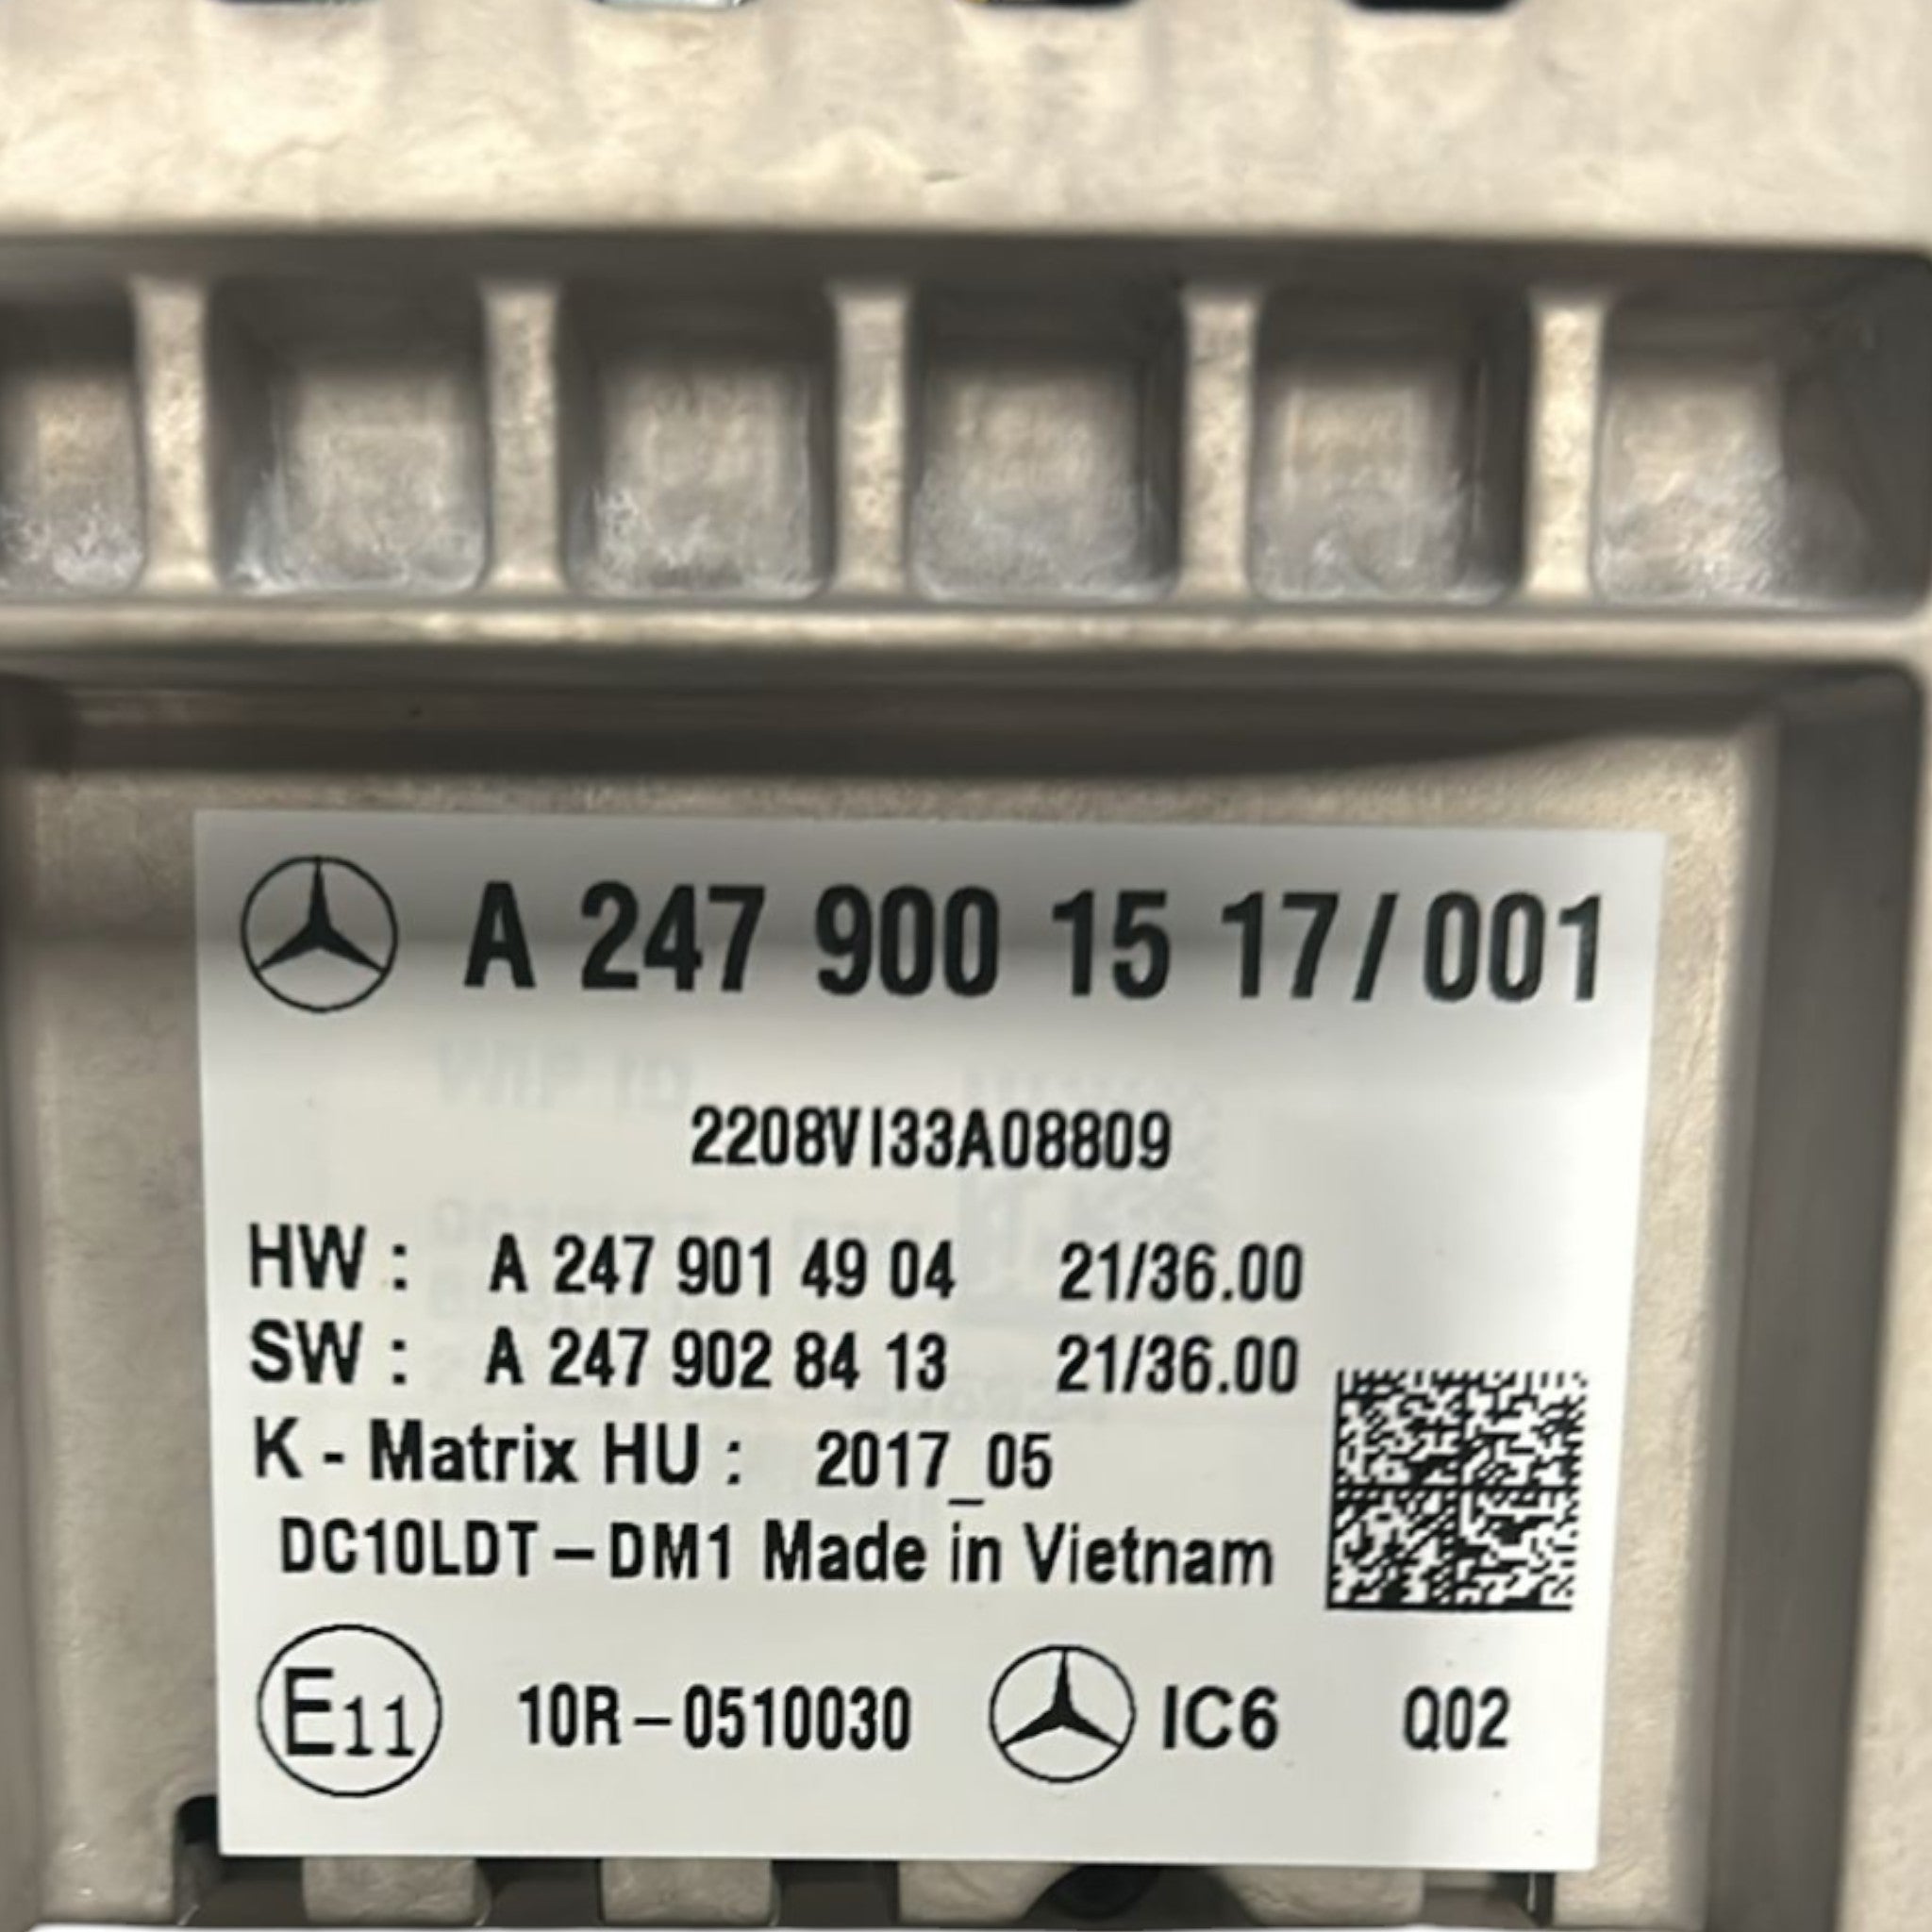 A 247 900 15 17/001
2208VI33A08809
HW : A 247 901 49 04 21/36.00
SW : A 247 902 84 13 21/36.00
K - Matrix HU : 2017_05
DC10LDT-DM1 Made in Vietnam
E11 10R-0510030 IC6 Q02